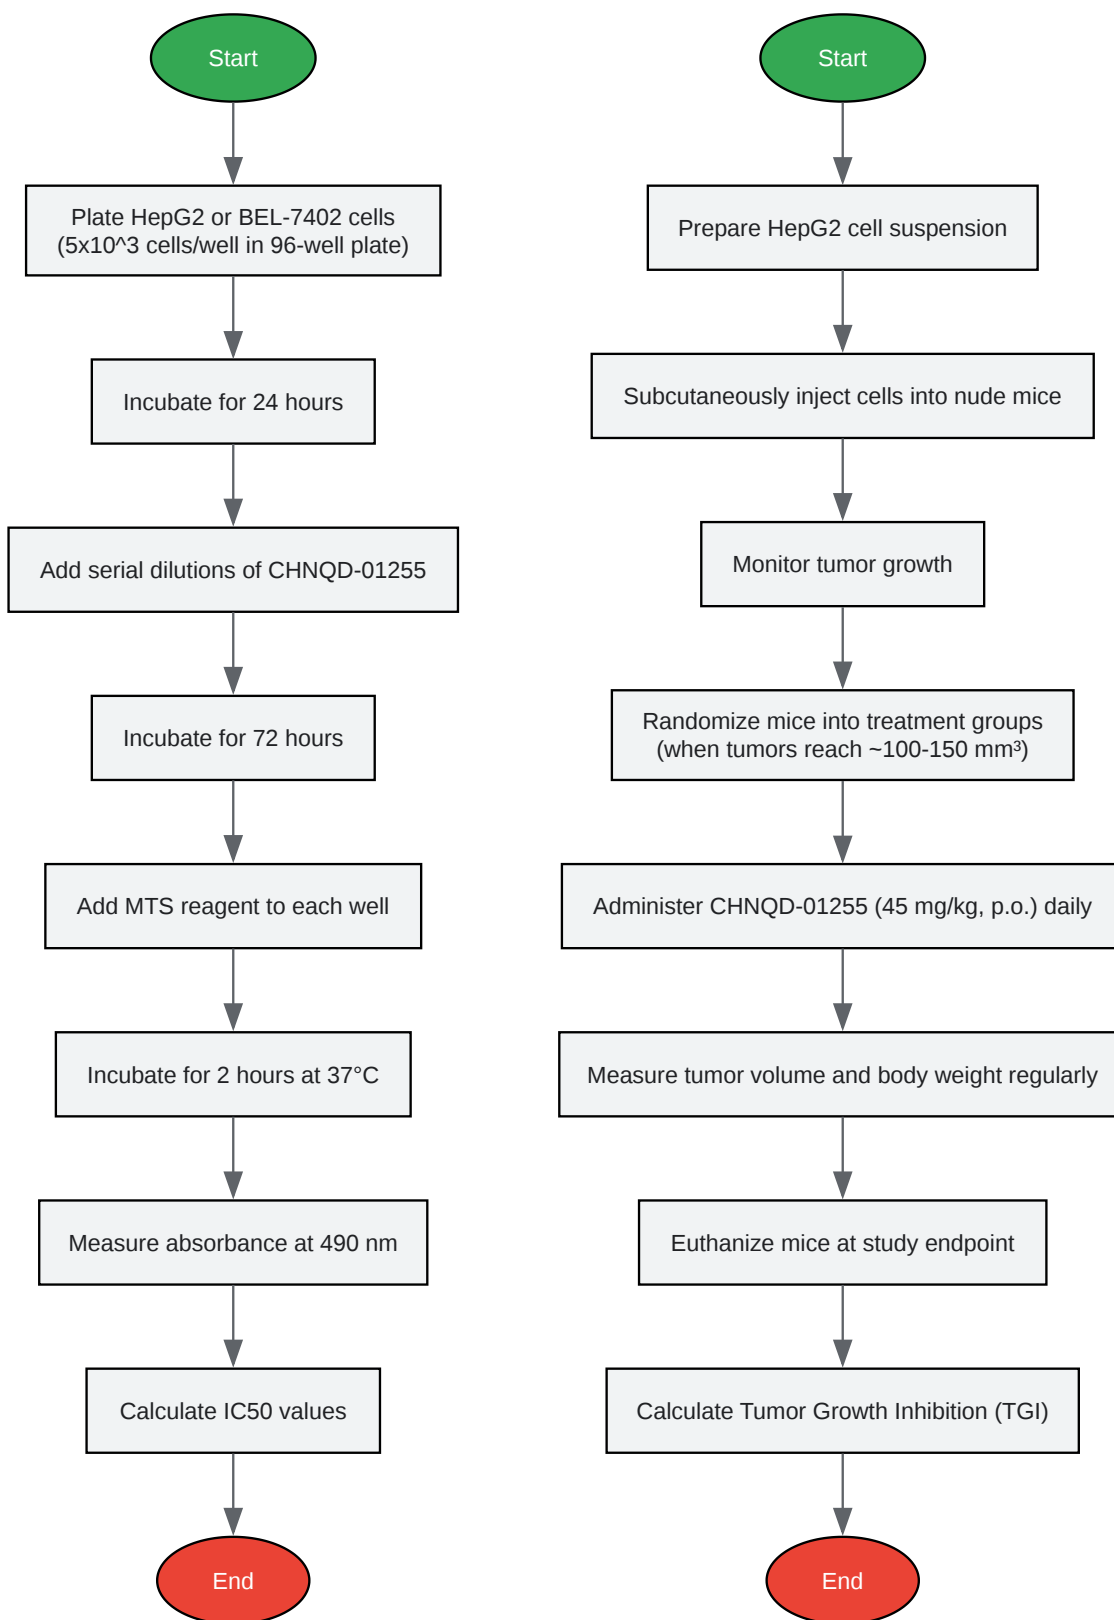 Start
Plate HepG2 or BEL-7402 cells
(5x10^3 cells/well in 96-well plate)
Incubate for 24 hours
Add serial dilutions of CHNQD-01255
Incubate for 72 hours
Add MTS reagent to each well
Incubate for 2 hours at 37°C
Measure absorbance at 490 nm
Calculate IC50 values
End
Start
Prepare HepG2 cell suspension
Subcutaneously inject cells into nude mice
Monitor tumor growth
Randomize mice into treatment groups
(when tumors reach ~100-150 mm³)
Administer CHNQD-01255 (45 mg/kg, p.o.) daily
Measure tumor volume and body weight regularly
Euthanize mice at study endpoint
Calculate Tumor Growth Inhibition (TGI)
End